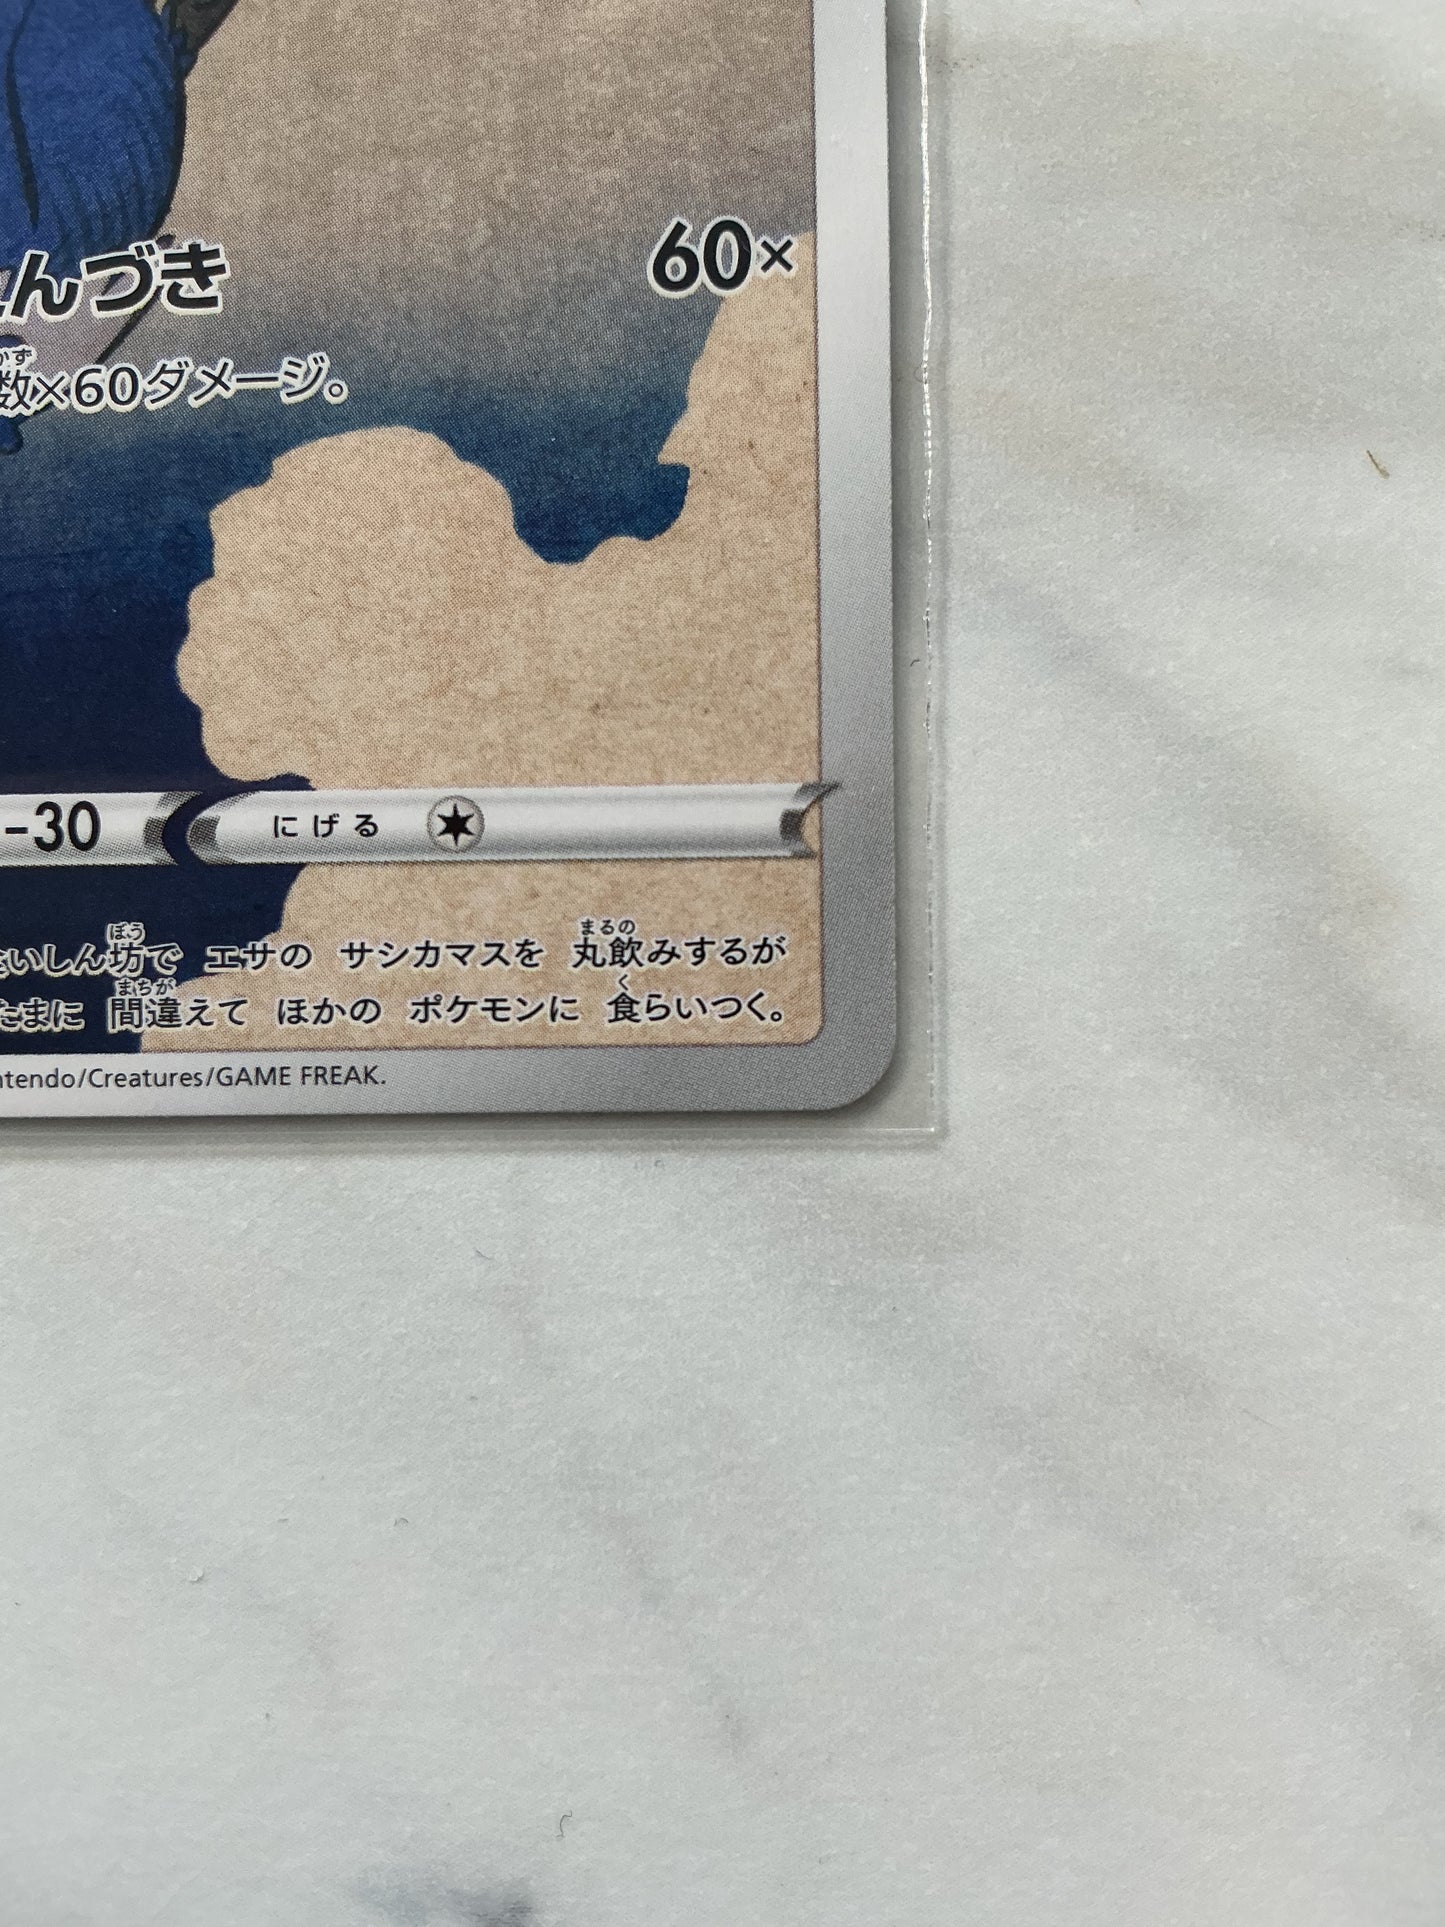 んづき 60×
数×60ダメージ。
-30 にげる
いしん坊で エサの サシカマスを 丸飲みするが
たまに 間違えて ほかの ポケモンに 食らいつく。
ntendo/Creatures/GAME FREAK.